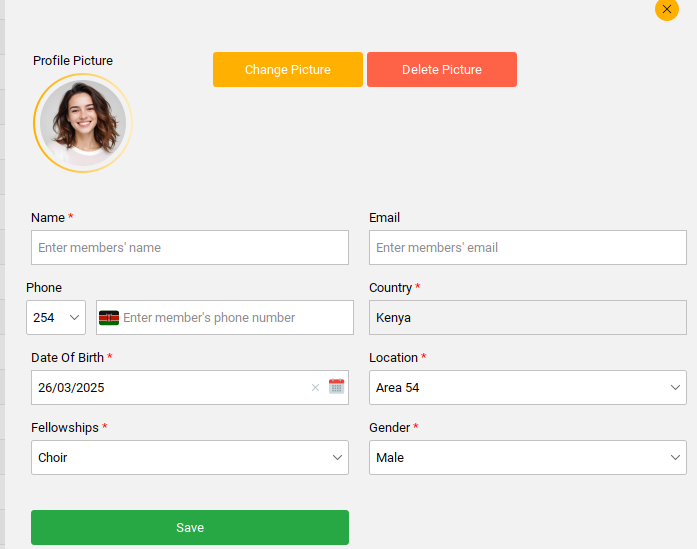 Profile Picture
Change Picture
Delete Picture
Name *
Email
Enter members' name
Enter members' email
Phone
Country *
254
Enter member's phone number
Kenya
Date Of Birth *
Location *
26/03/2025
Area 54
Fellowships *
Gender *
Choir
Male
Save